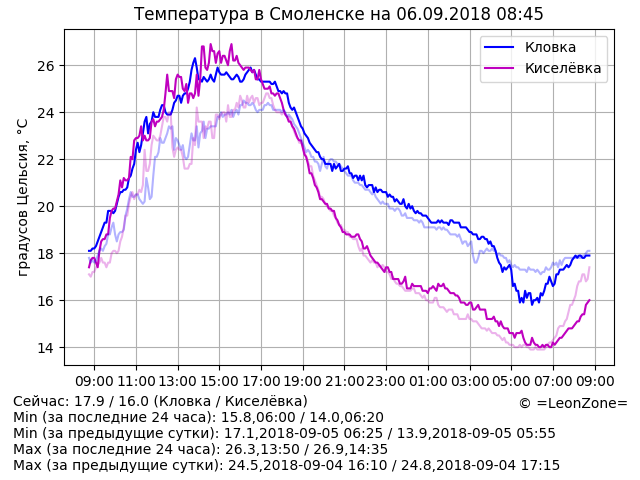 Температура в Смоленске на 06.09.2018 08:45
Кловка
Киселёвка
градусов Цельсия, °C
26
24
22
20
18
16
14
09:00 11:00 13:00 15:00 17:00 19:00 21:00 23:00 01:00 03:00 05:00 07:00 09:00
Сейчас: 17.9 / 16.0 (Кловка / Киселёвка)
© =LeonZone=
Min (за последние 24 часа): 15.8,06:00 / 14.0,06:20
Min (за предыдущие сутки): 17.1,2018-09-05 06:25 / 13.9,2018-09-05 05:55
Max (за последние 24 часа): 26.3,13:50 / 26.9,14:35
Max (за предыдущие сутки): 24.5,2018-09-04 16:10 / 24.8,2018-09-04 17:15